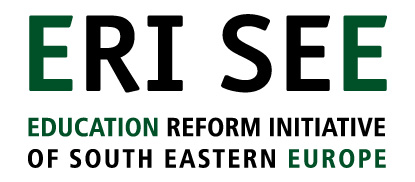 ERI SEE
EDUCATION REFORM INITIATIVE
OF SOUTH EASTERN EUROPE